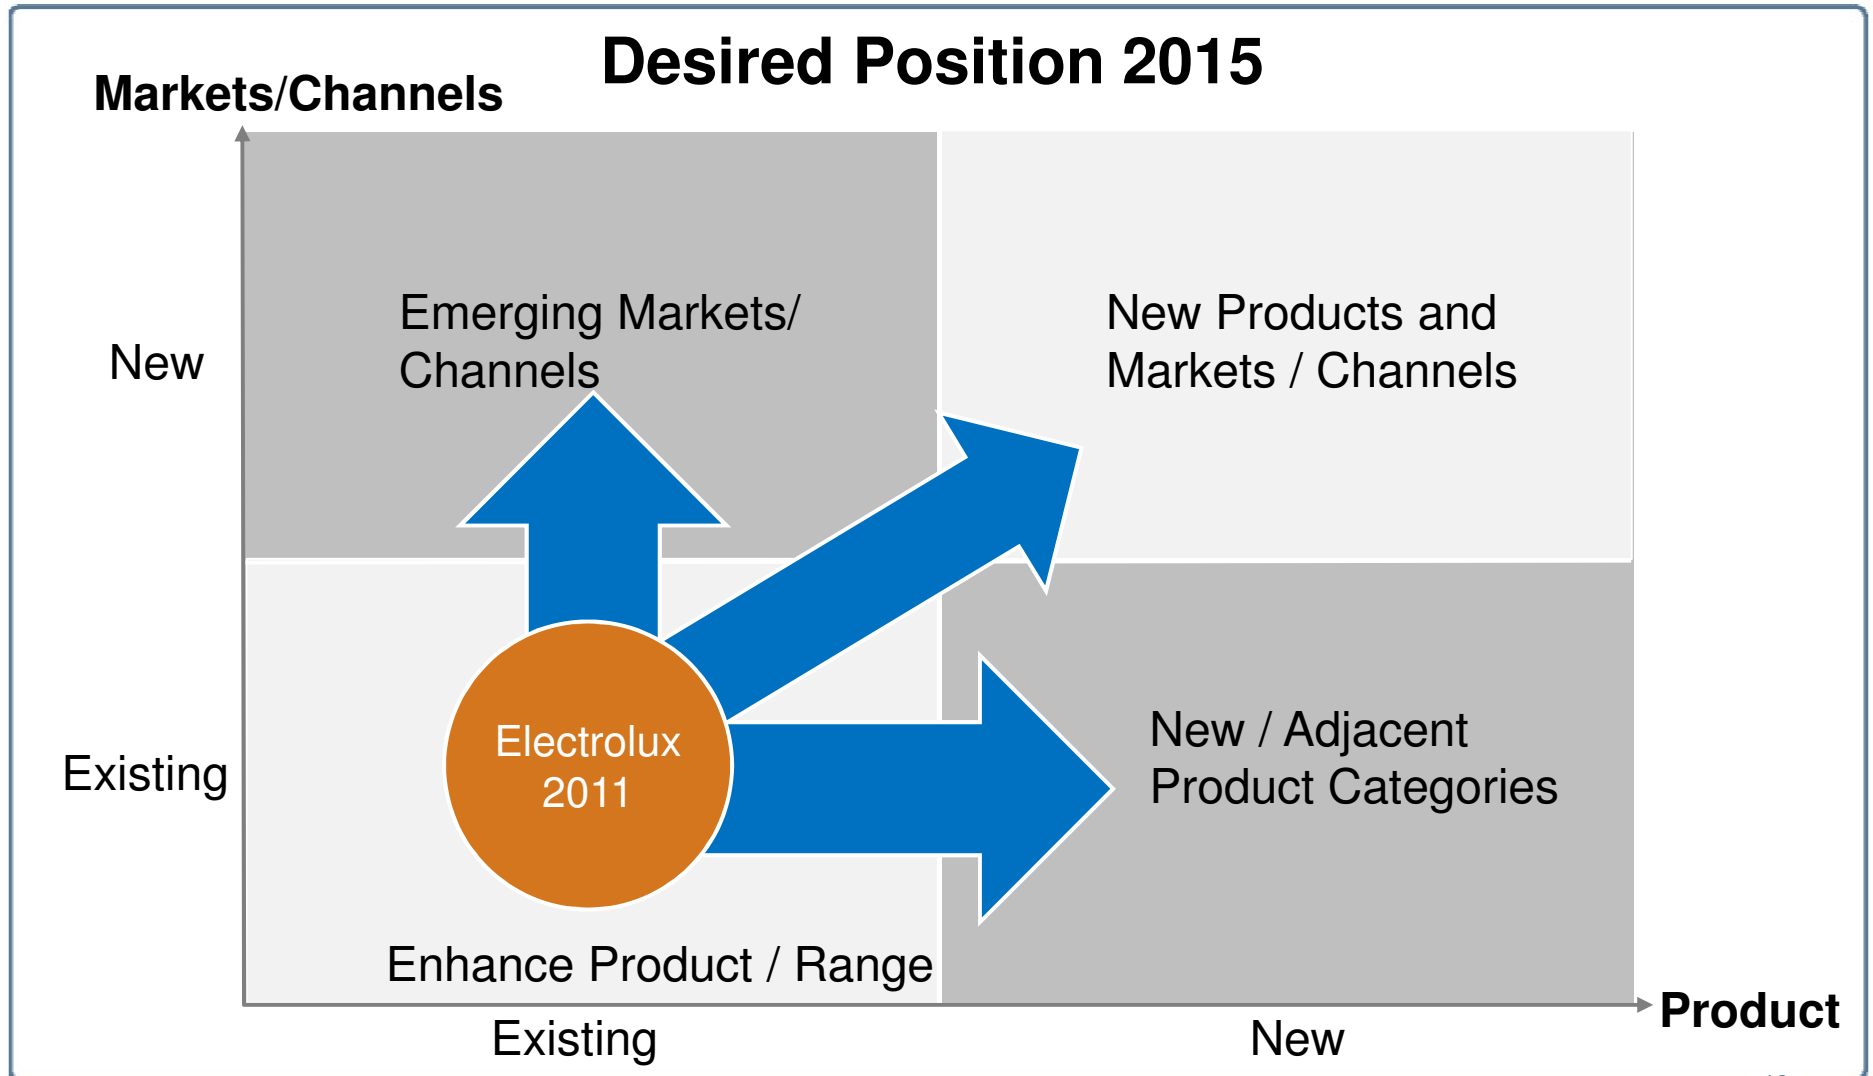 Desired Position 2015
Markets/Channels
Emerging Markets/
Channels
New Products and
Markets / Channels
New
Electrolux
2011
New / Adjacent
Product Categories
Existing
Enhance Product / Range
Product
Existing
New